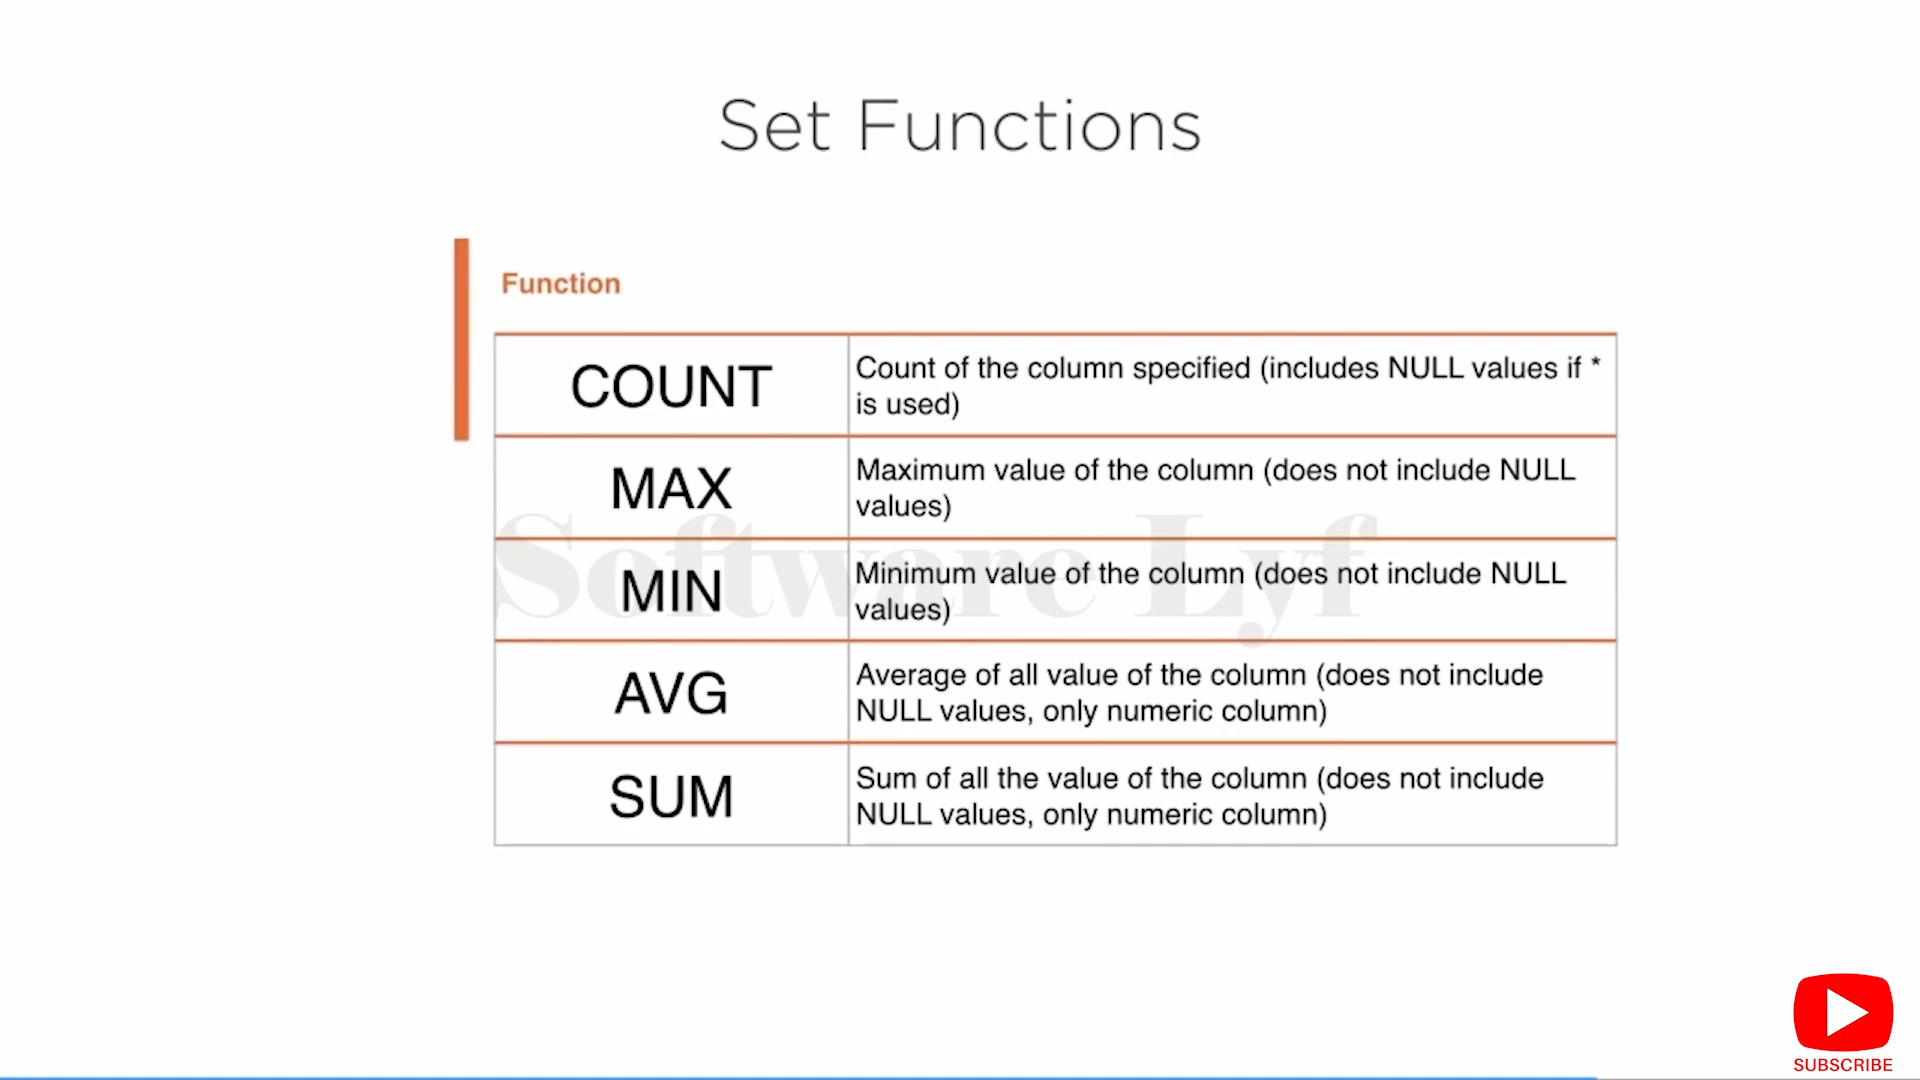 Set Functions
Function
COUNT
Count of the column specified (includes NULL values if *
is used)
MAX
Maximum value of the column (does not include NULL
values)
MIN
Minimum value of the column (does not include NULL
values)
AVG
Average of all value of the column (does not include
NULL values, only numeric column)
SUM
Sum of all the value of the column (does not include
NULL values, only numeric column)
Software Lyf
SUBSCRIBE